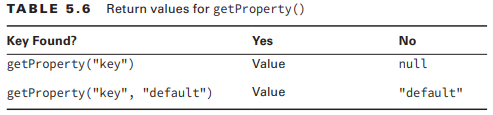 TABLE 5.6 Return values for getProperty()
Key Found? Yes No
getProperty("key") Value null
getProperty("key", "default") Value "default"